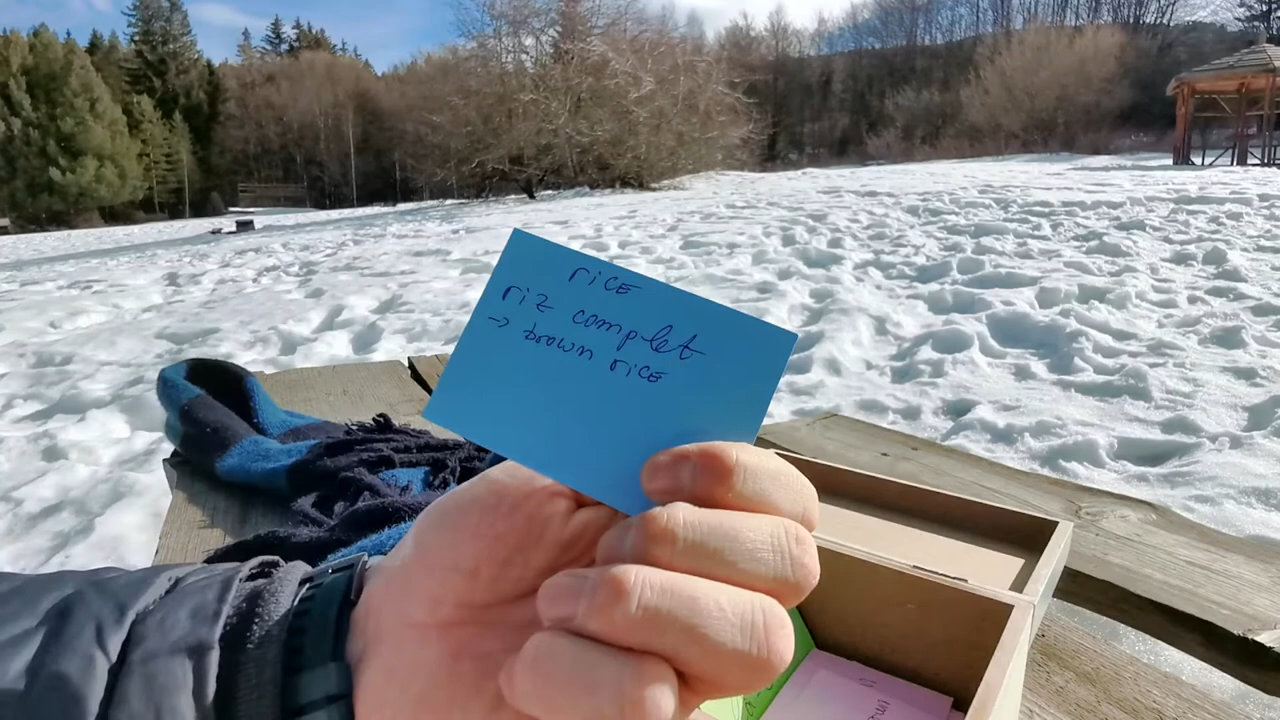 rice
riz complet
→ brown rice